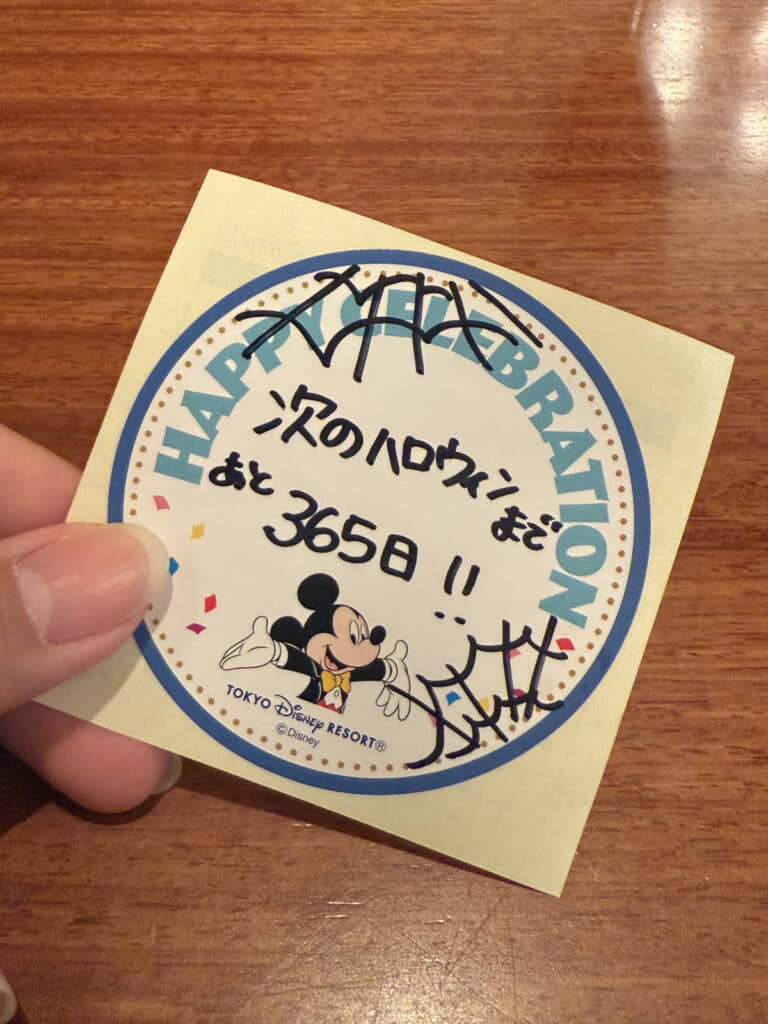 HAPPY CELEBRATION
次のハロウィンまで
あと365日!!
TOKYO Disney RESORT®
©Disney